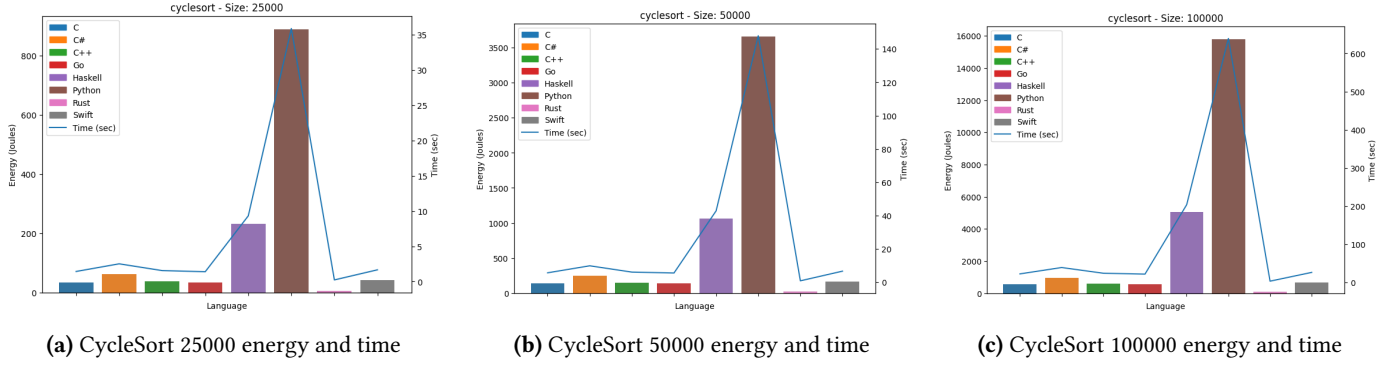 cyclesort - Size: 25000
C
C#
C++
Go
Haskell
Python
Rust
Swift
Time (sec)
800
600
400
200
0
Energy (Joules)
35
30
25
20
15
10
5
0
Time (sec)
Language
(a) CycleSort 25000 energy and time
cyclesort - Size: 50000
C
C#
C++
Go
Haskell
Python
Rust
Swift
Time (sec)
3500
3000
2500
2000
1500
1000
500
0
Energy (Joules)
140
120
100
80
60
40
20
0
Time (sec)
Language
(b) CycleSort 50000 energy and time
cyclesort - Size: 100000
C
C#
C++
Go
Haskell
Python
Rust
Swift
Time (sec)
16000
14000
12000
10000
8000
6000
4000
2000
0
Energy (Joules)
600
500
400
300
200
100
0
Time (sec)
Language
(c) CycleSort 100000 energy and time